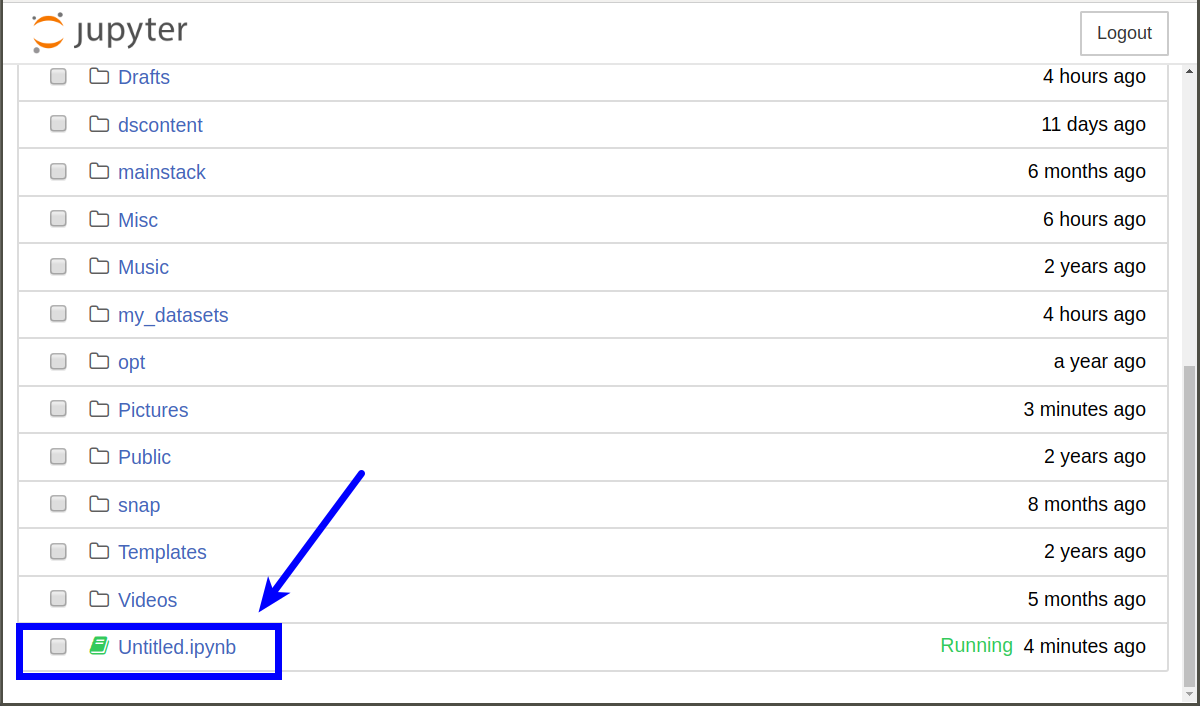 jupyter
Logout
Drafts 4 hours ago
dscontent 11 days ago
mainstack 6 months ago
Misc 6 hours ago
Music 2 years ago
my_datasets 4 hours ago
opt a year ago
Pictures 3 minutes ago
Public 2 years ago
snap 8 months ago
Templates 2 years ago
Videos 5 months ago
Untitled.ipynb Running 4 minutes ago